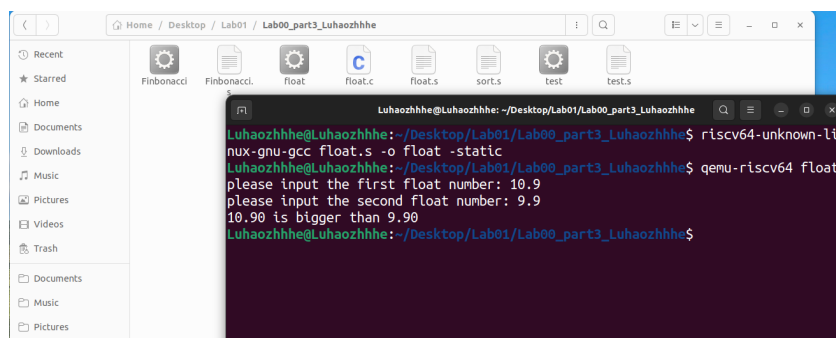 Home / Desktop / Lab01 / Lab00_part3_Luhaozhhhe
Recent
Starred
Home
Documents
Downloads
Music
Pictures
Videos
Trash
Documents
Music
Pictures
Finbonacci
Finbonacci.
s
float
C
float.c
float.s
sort.s
test
test.s
Luhaozhhhe@Luhaozhhhe: ~/Desktop/Lab01/Lab00_part3_Luhaozhhhe
Luhaozhhhe@Luhaozhhhe:~/Desktop/Lab01/Lab00_part3_Luhaozhhhe$ riscv64-unknown-li
nux-gnu-gcc float.s -o float -static
Luhaozhhhe@Luhaozhhhe:~/Desktop/Lab01/Lab00_part3_Luhaozhhhe$ qemu-riscv64 float
please input the first float number: 10.9
please input the second float number: 9.9
10.90 is bigger than 9.90
Luhaozhhhe@Luhaozhhhe:~/Desktop/Lab01/Lab00_part3_Luhaozhhhe$